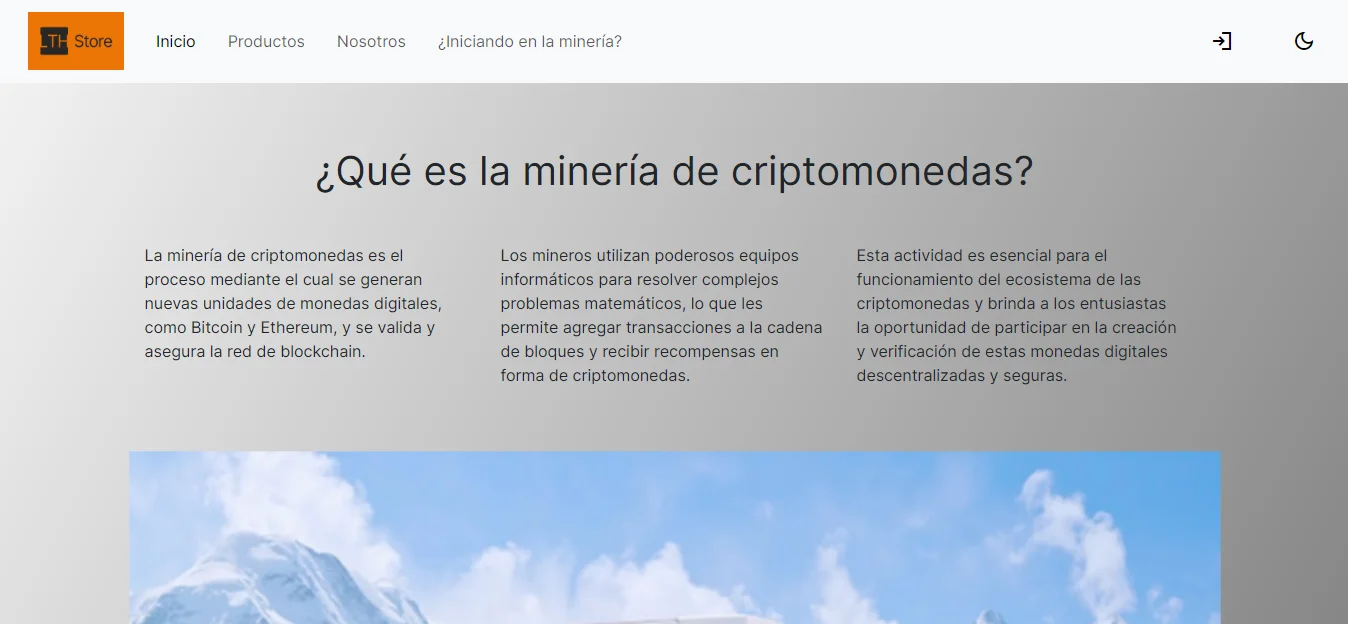 LTH Store
Inicio
Productos
Nosotros
¿Iniciando en la minería?
¿Qué es la minería de criptomonedas?
La minería de criptomonedas es el
proceso mediante el cual se generan
nuevas unidades de monedas digitales,
como Bitcoin y Ethereum, y se valida y
asegura la red de blockchain.
Los mineros utilizan poderosos equipos
informáticos para resolver complejos
problemas matemáticos, lo que les
permite agregar transacciones a la cadena
de bloques y recibir recompensas en
forma de criptomonedas.
Esta actividad es esencial para el
funcionamiento del ecosistema de las
criptomonedas y brinda a los entusiastas
la oportunidad de participar en la creación
y verificación de estas monedas digitales
descentralizadas y seguras.